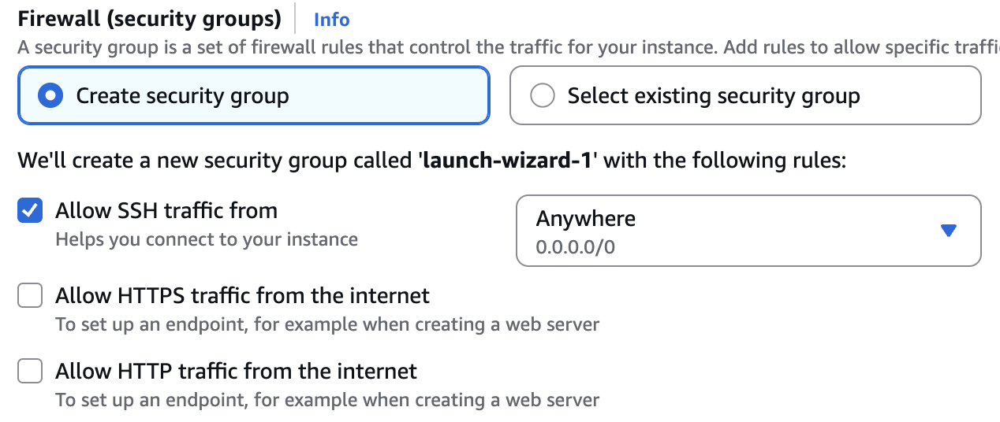 Firewall (security groups) Info
A security group is a set of firewall rules that control the traffic for your instance. Add rules to allow specific traffi
Create security group
Select existing security group
We'll create a new security group called 'launch-wizard-1' with the following rules:
Allow SSH traffic from
Helps you connect to your instance
Anywhere
0.0.0.0/0
Allow HTTPS traffic from the internet
To set up an endpoint, for example when creating a web server
Allow HTTP traffic from the internet
To set up an endpoint, for example when creating a web server